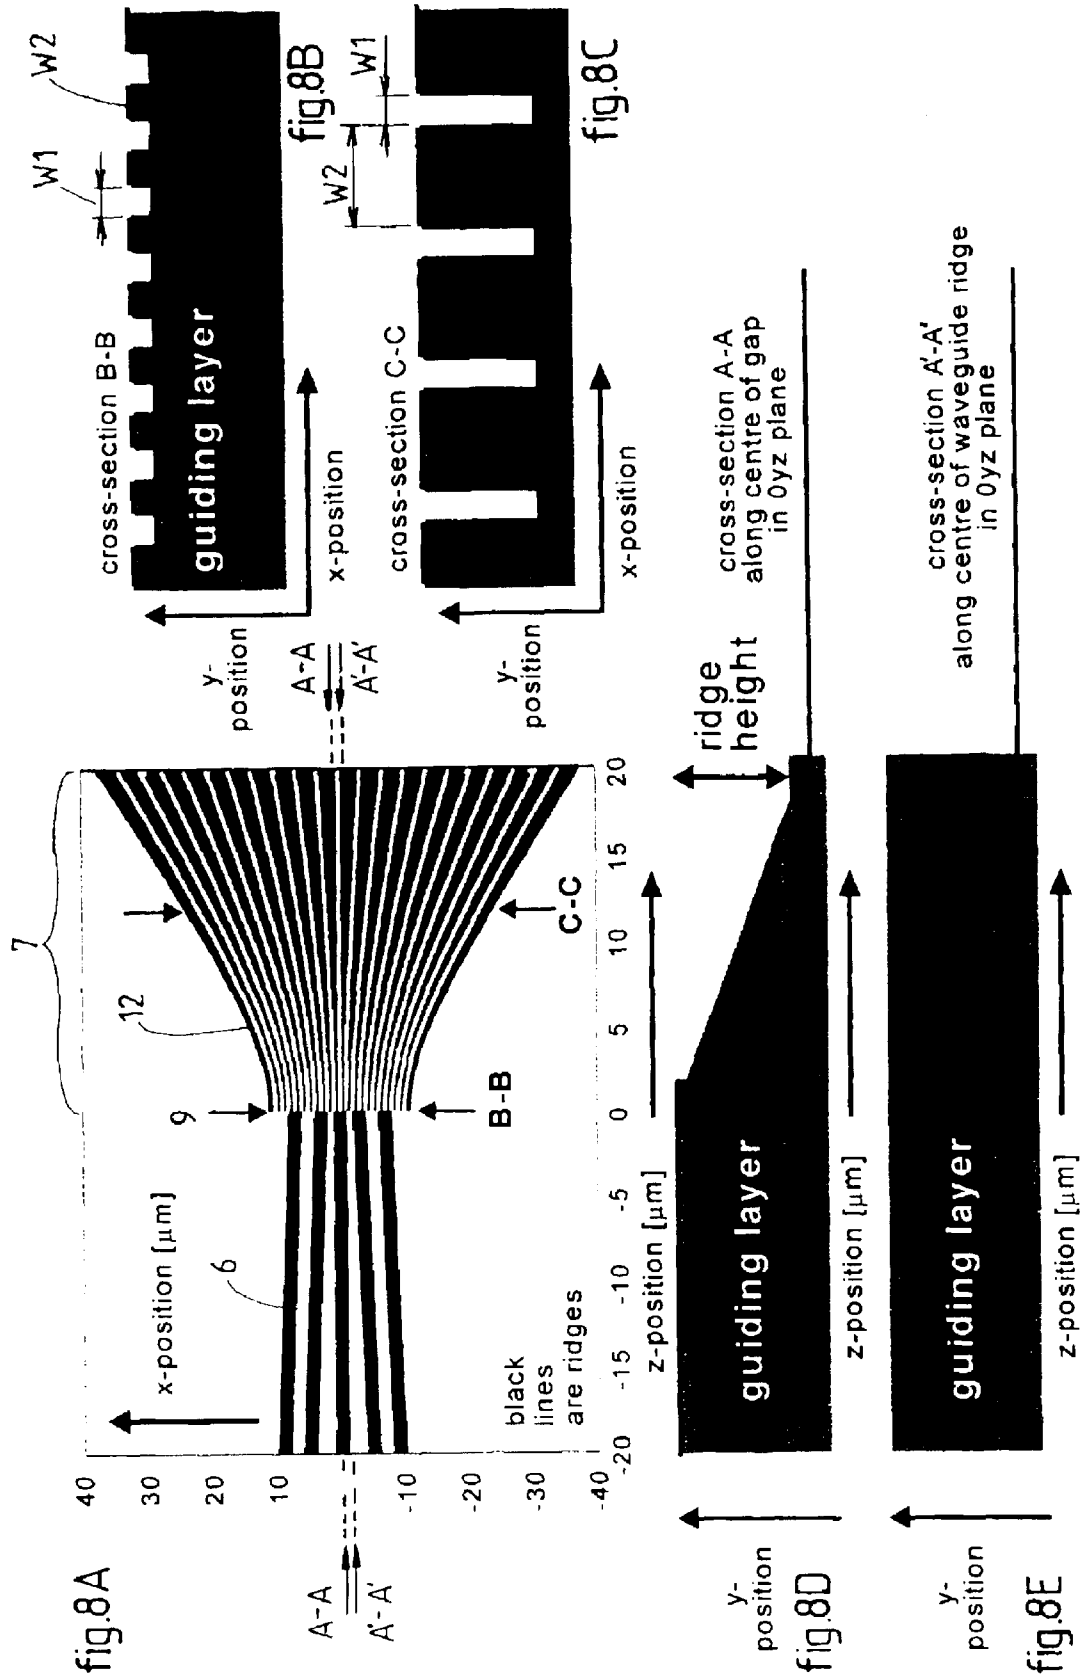 fig.8A
x-position [µm]
40
30
20
10
-10
-20
-30
-40
7
12
9
6
black
lines
are ridges
B-B
C-C
A-A
A'-A'
A-A
A'-A'
-20
-15
-10
-5
0
5
10
15
20
z-position [µm]
cross-section B-B
guiding layer
W1
W2
y-
position
x-position
fig.8B
cross-section C-C
W2
W1
y-
position
x-position
fig.8C
ridge
height
guiding layer
cross-section A-A
along centre of gap
in 0yz plane
y-
position
z-position [µm]
fig.8D
guiding layer
cross-section A'-A'
along centre of waveguide ridge
in 0yz plane
y-
position
z-position [µm]
fig.8E